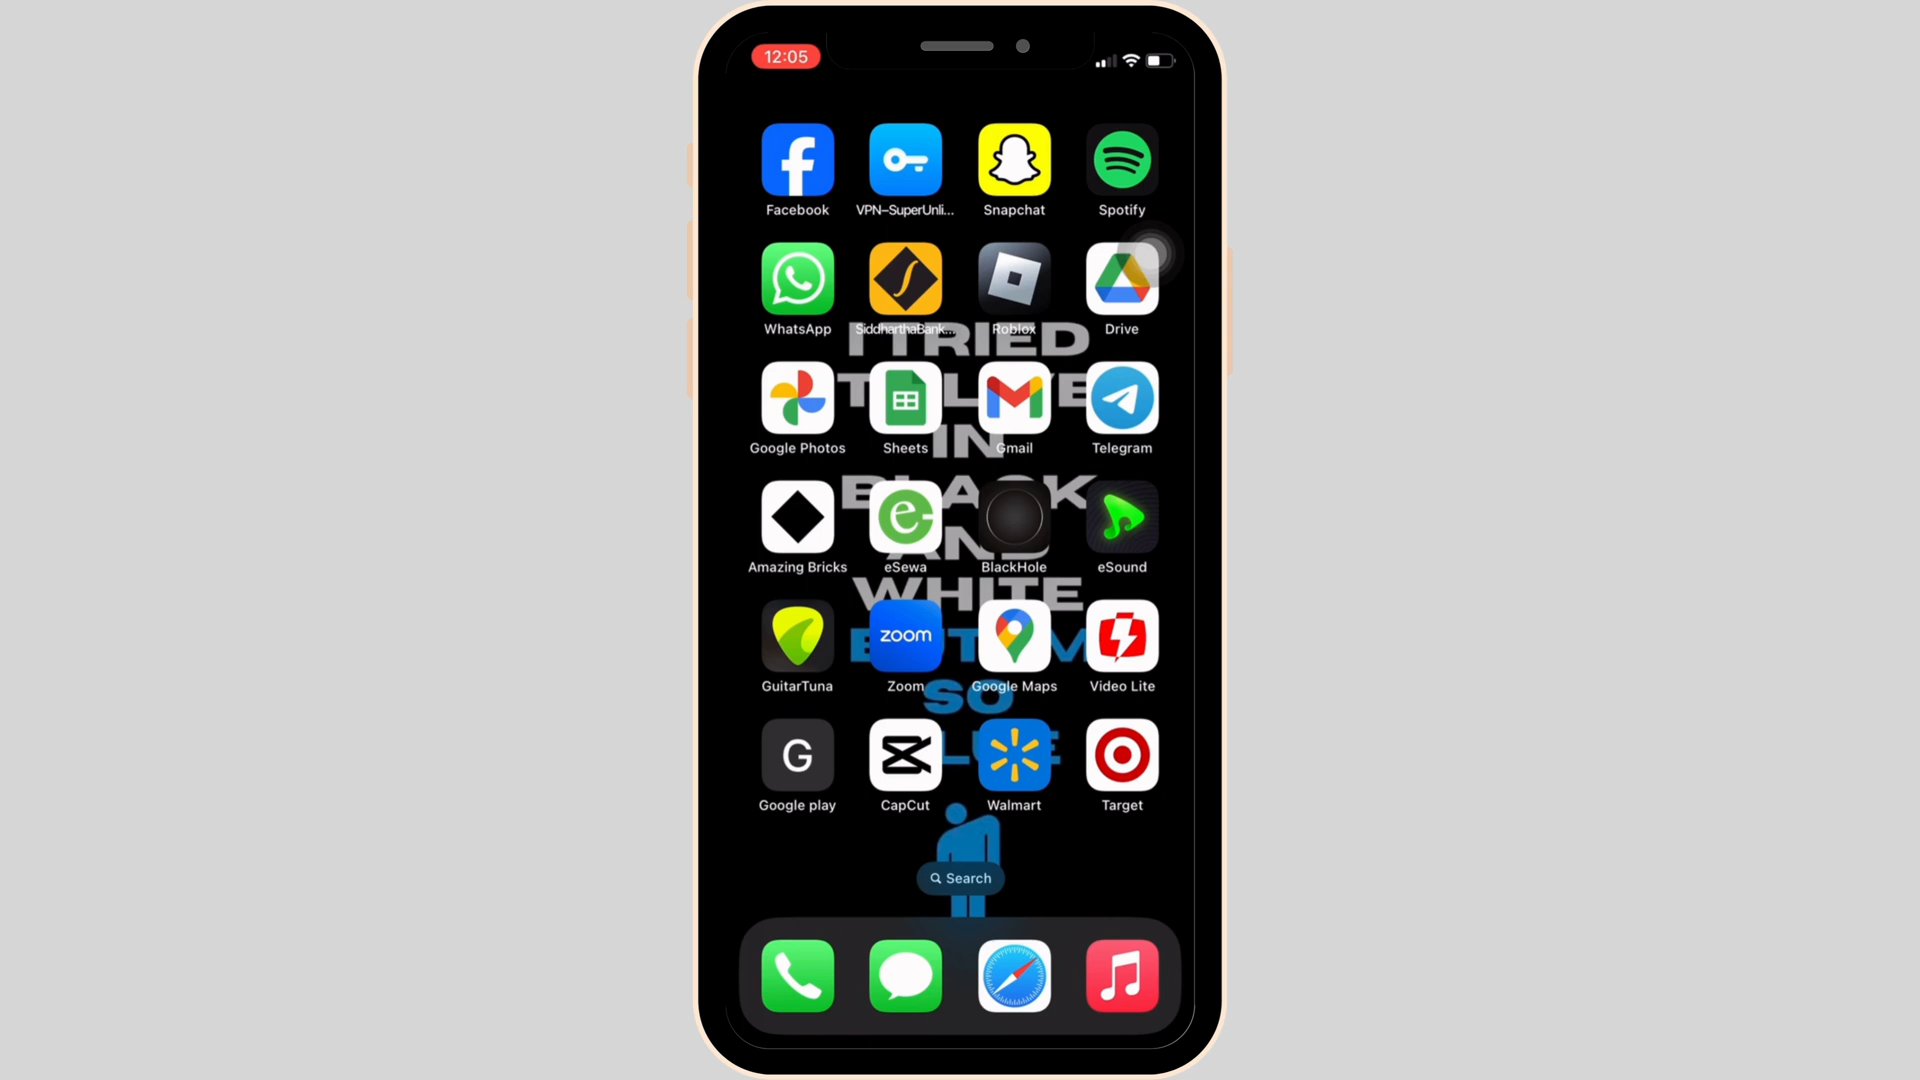 12:05
Facebook
VPN-SuperUnli...
Snapchat
Spotify
WhatsApp
SiddharthaBank...
Roblox
Drive
I TRIED
IN
Google Photos
Sheets
Gmail
Telegram
BLACK
AND
Amazing Bricks
eSewa
BlackHole
eSound
WHITE
zoom
GuitarTuna
Zoom
Google Maps
Video Lite
SO
G
Google play
CapCut
Walmart
Target
Search